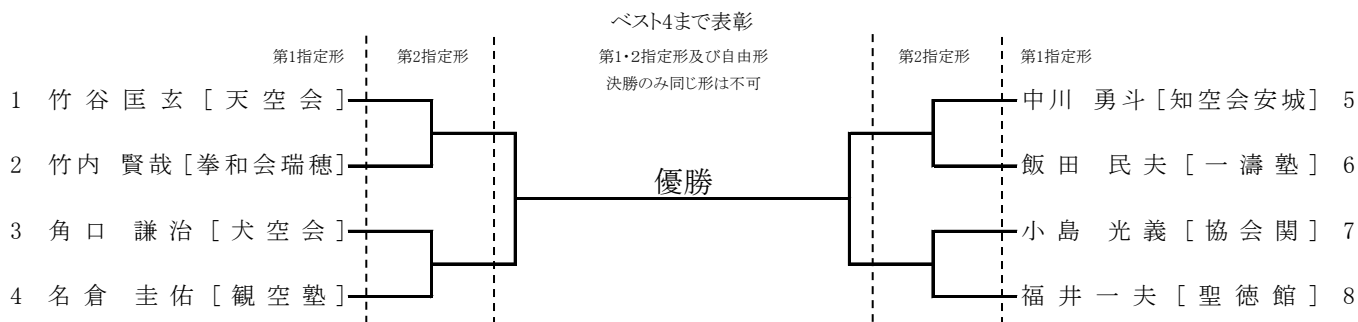 ベスト4まで表彰
第1指定形 第2指定形 第1・2指定形及び自由形 第2指定形 第1指定形
決勝のみ同じ形は不可
1 竹谷匡玄 [天空会] 中川 勇斗 [知空会安城] 5
2 竹内 賢哉 [拳和会瑞穂] 飯田 民夫 [一濤塾] 6
優勝
3 角口 謙治 [犬空会] 小島 光義 [協会関] 7
4 名倉 圭佑 [観空塾] 福井一夫 [聖徳館] 8